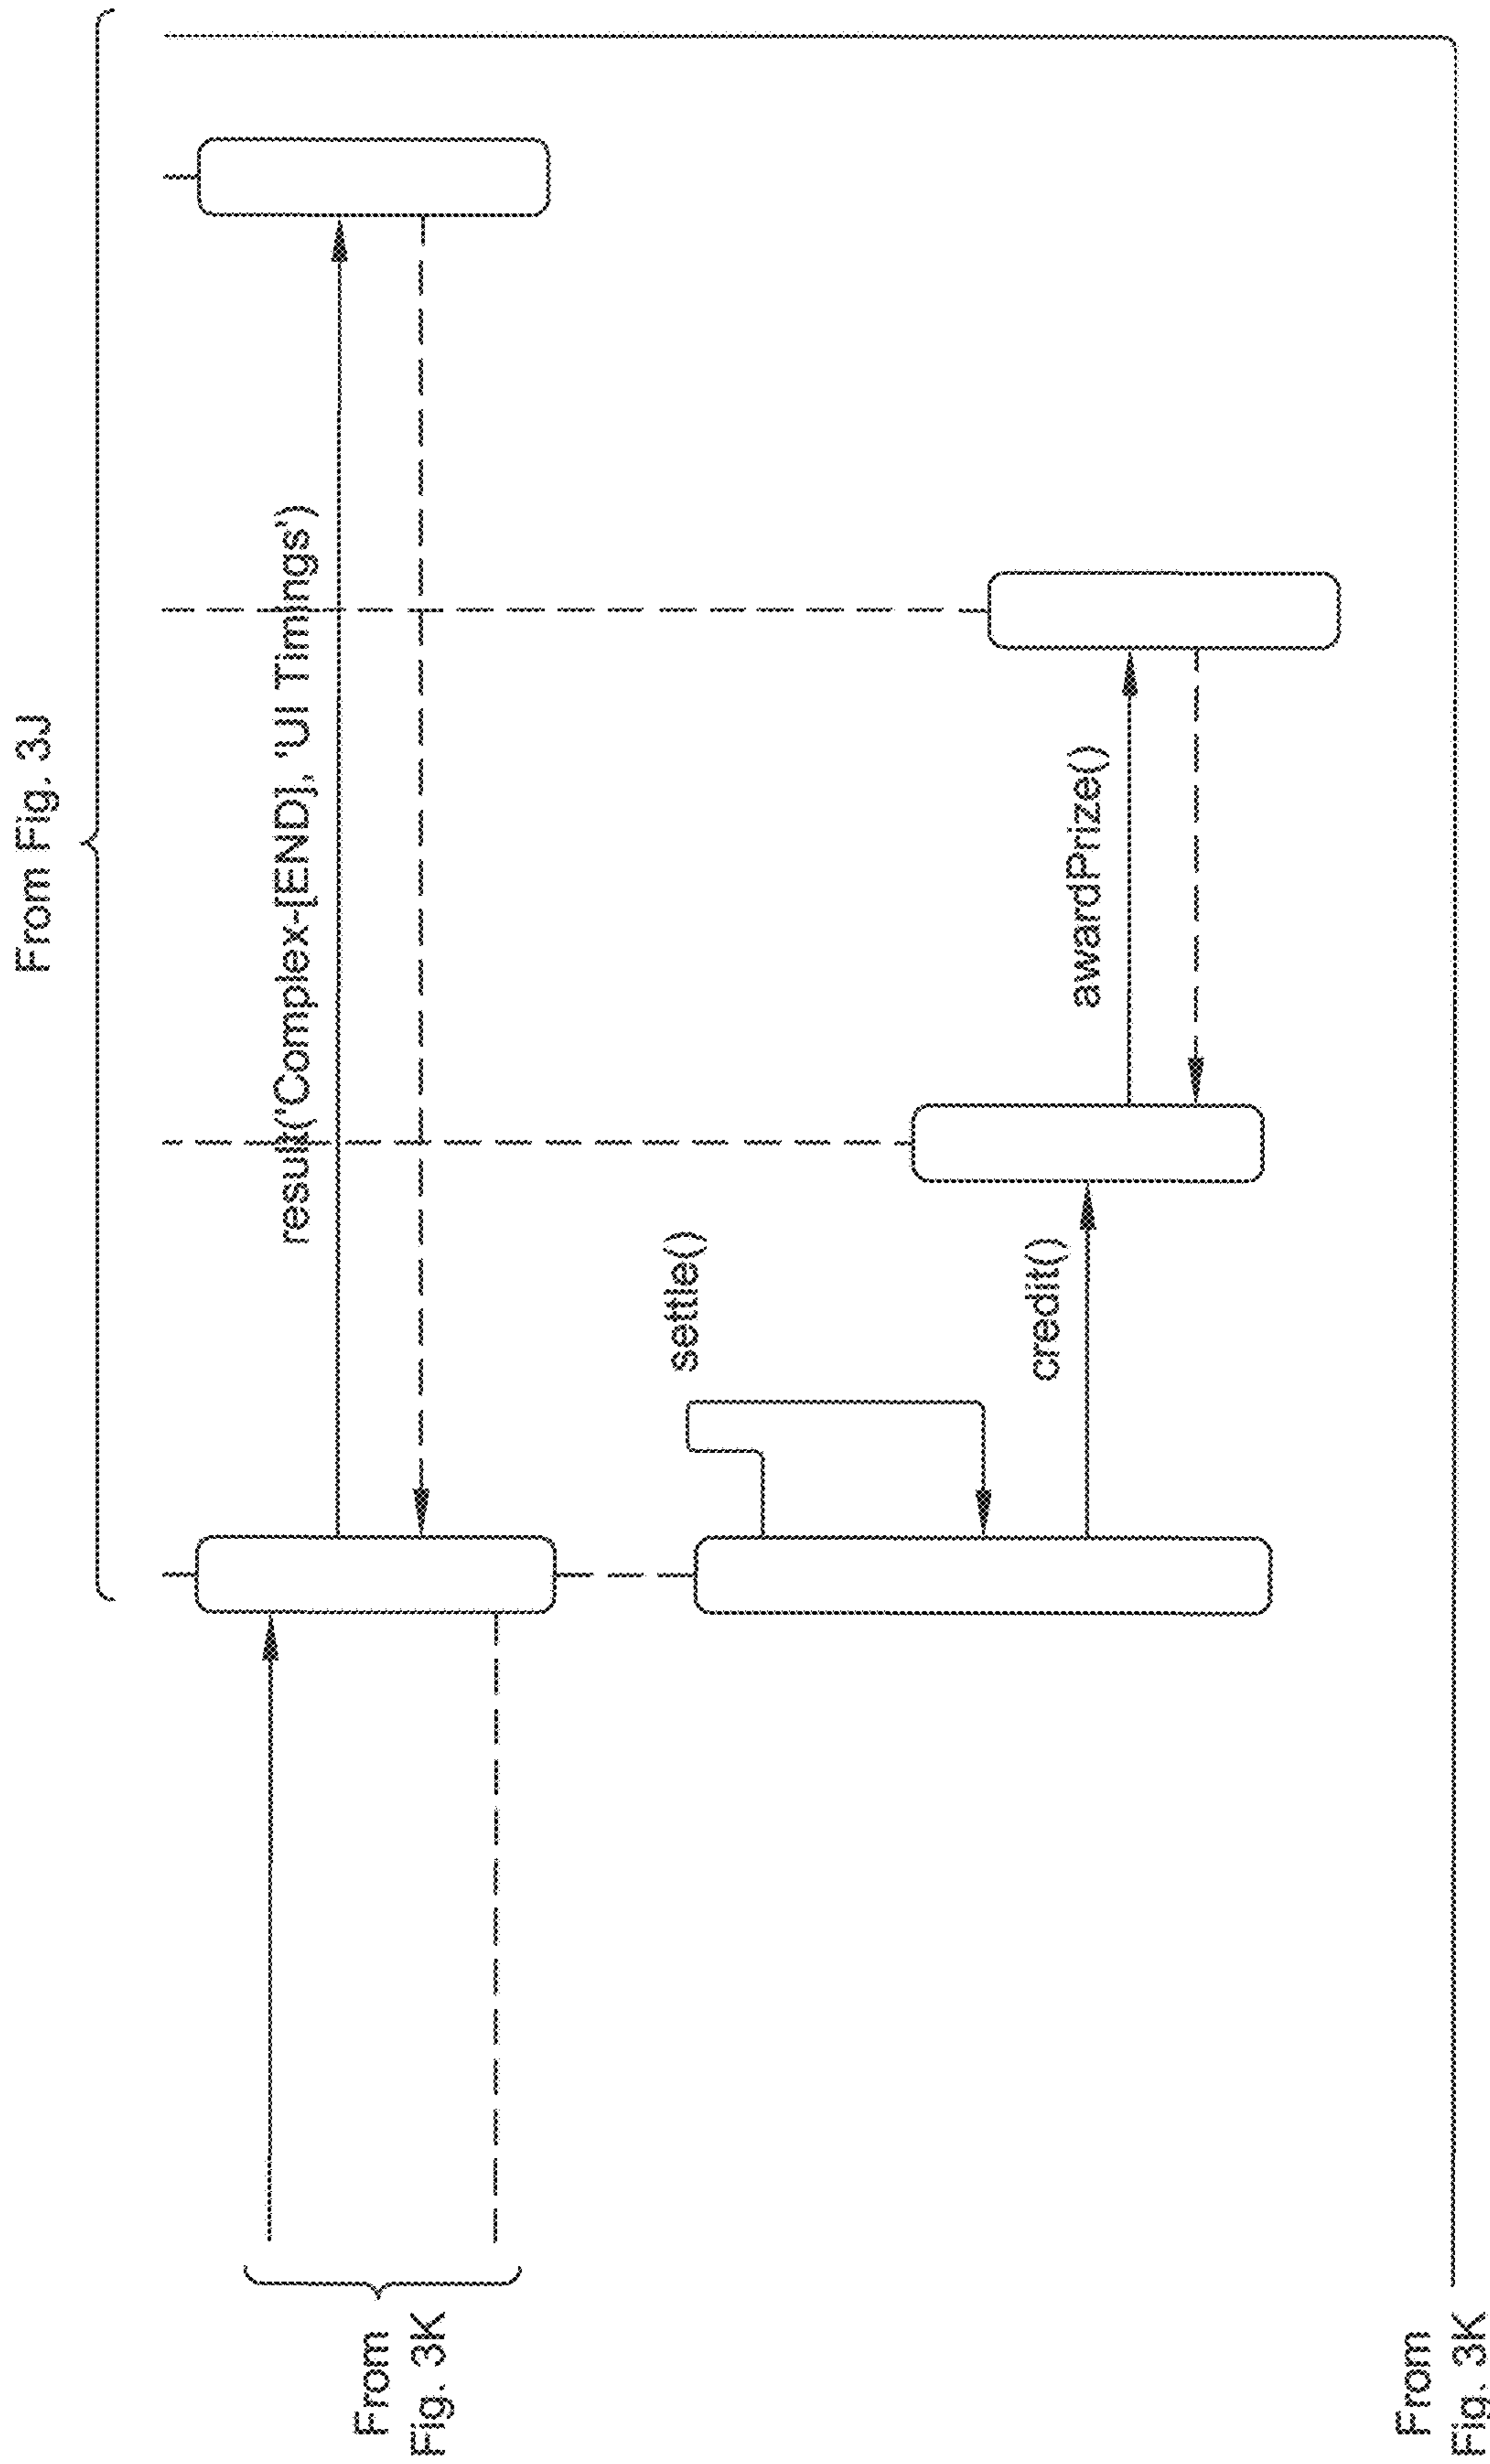 From Fig. 3J
result('Complex-[END], 'UI Timings')
settle()
credit()
awardPrize()
From
Fig. 3K
From
Fig. 3K